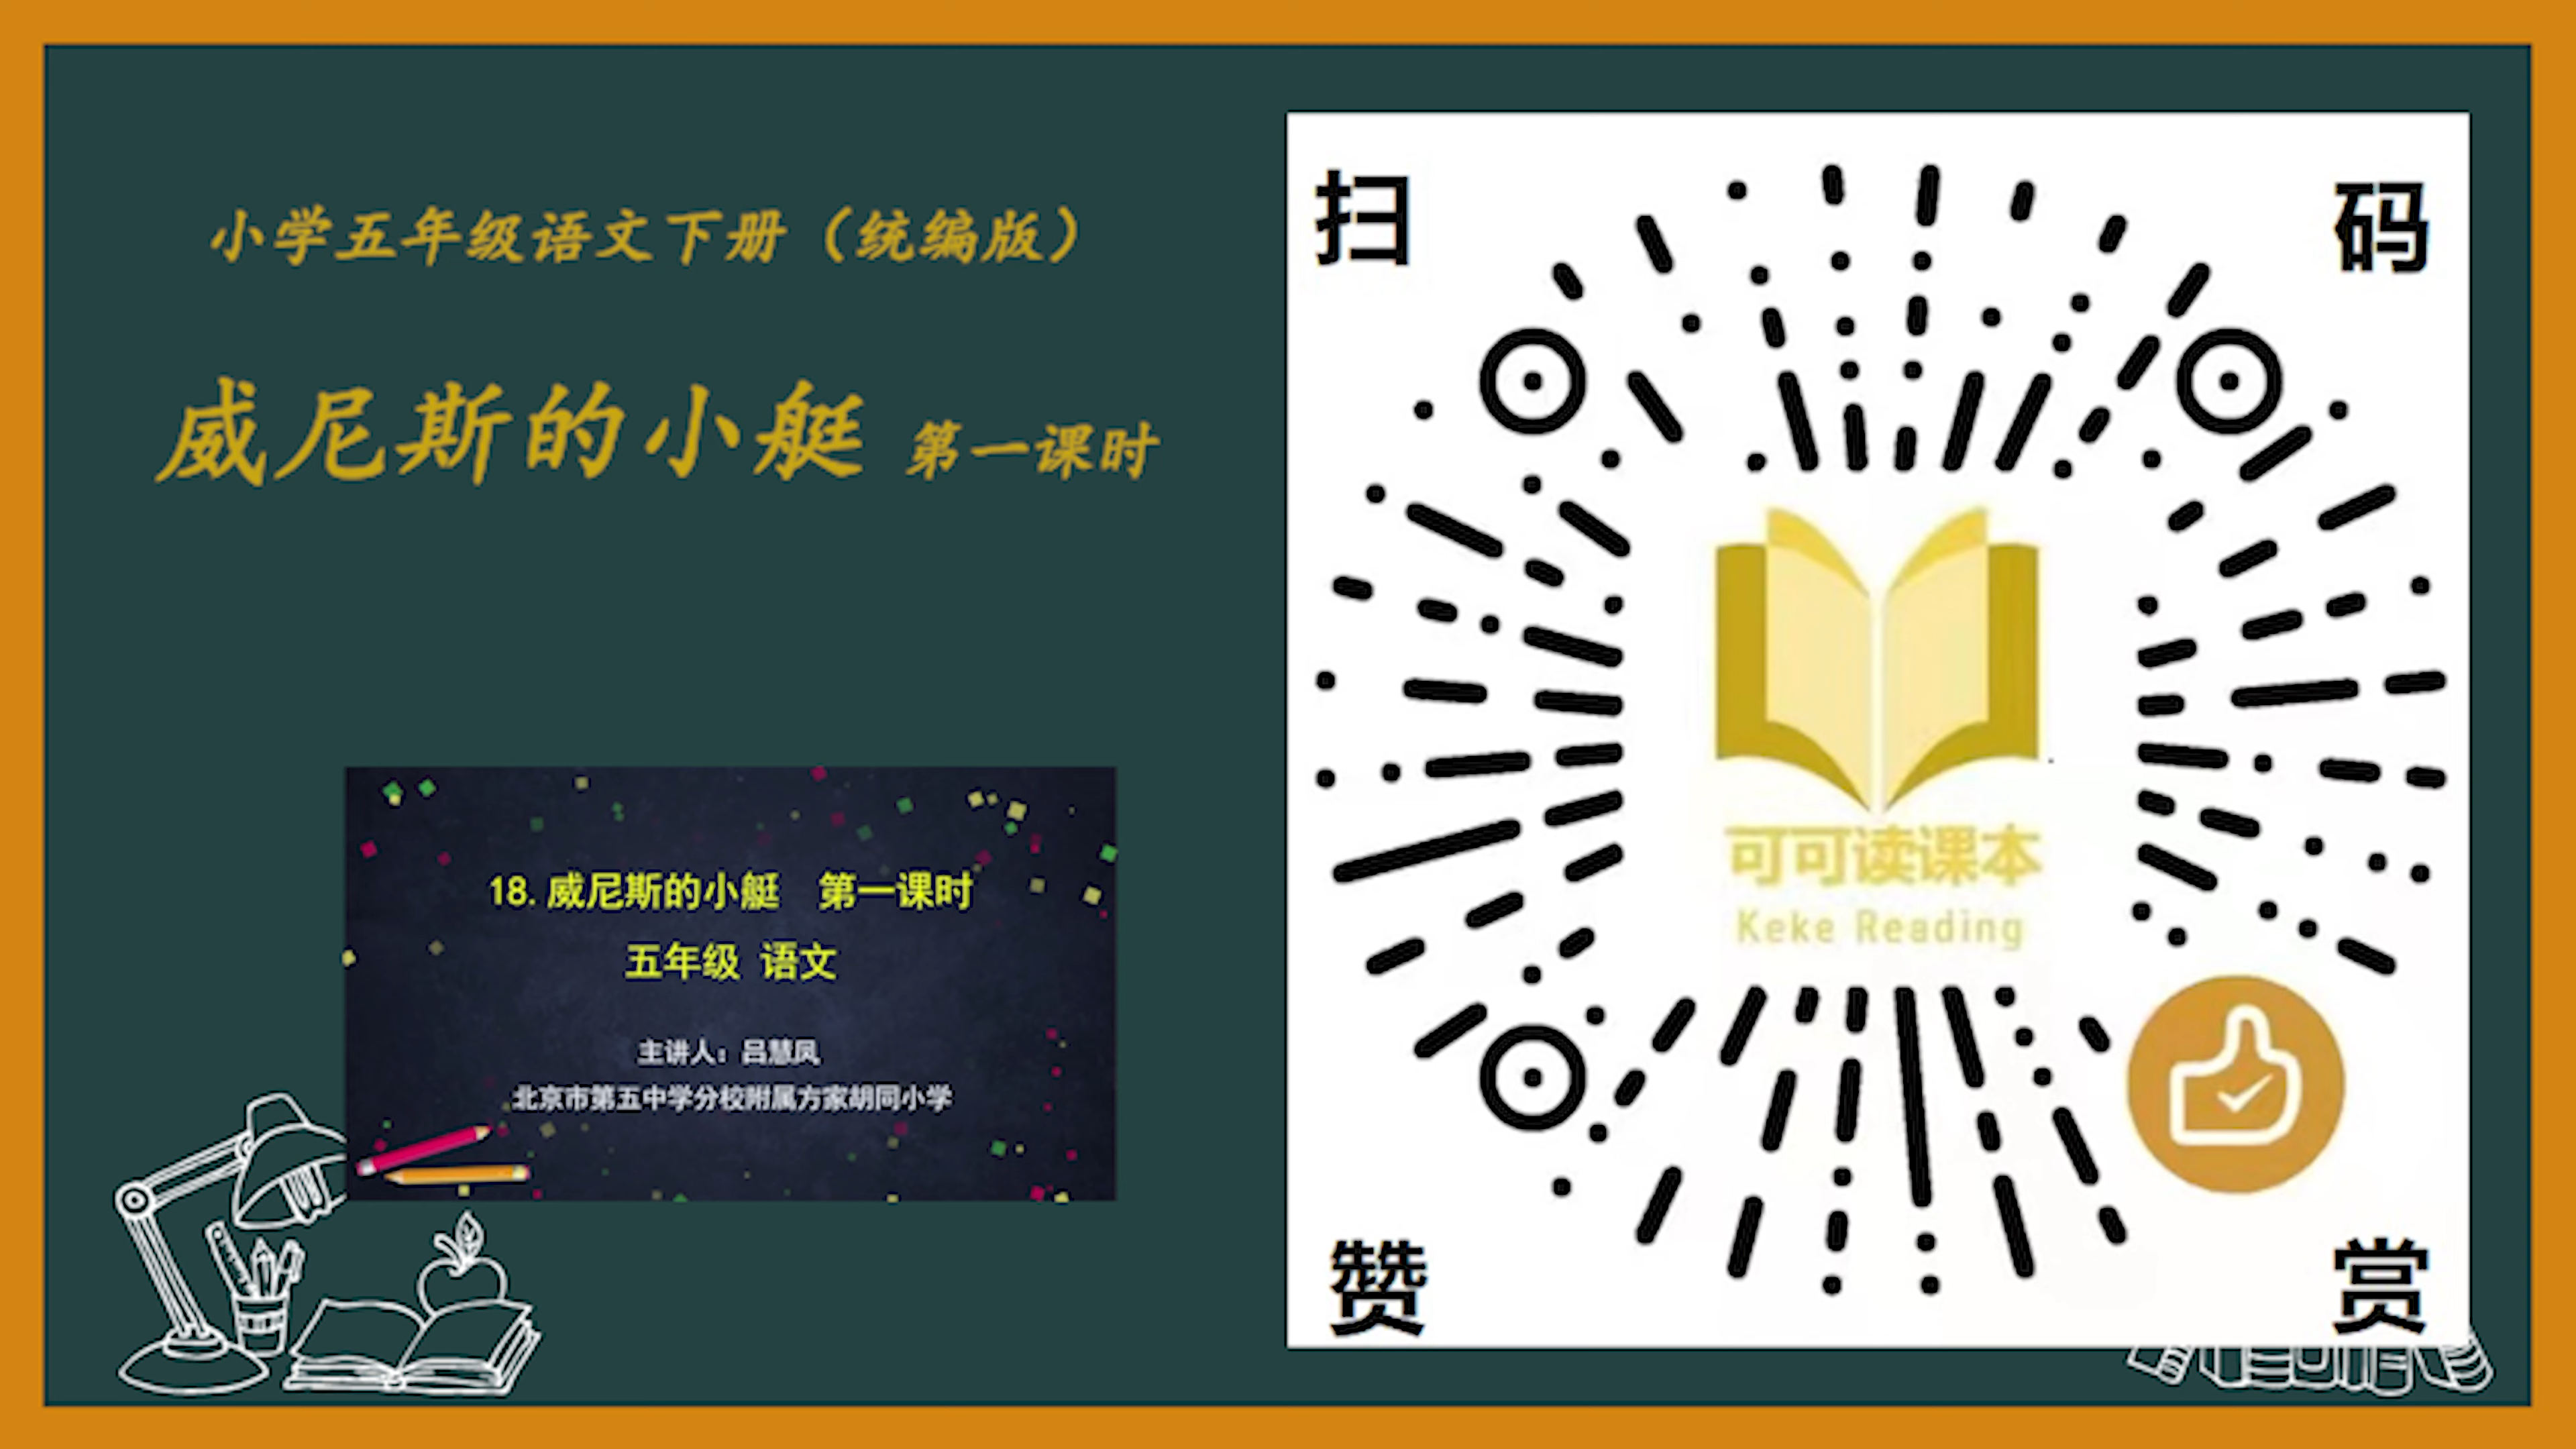 小学五年级语文下册（统编版）
威尼斯的小艇 第一课时
18.威尼斯的小艇 第一课时
五年级 语文
主讲人：吕慧凤
北京市第五中学分校附属方家胡同小学
扫 码
可可读课本
Keke Reading
赞 赏